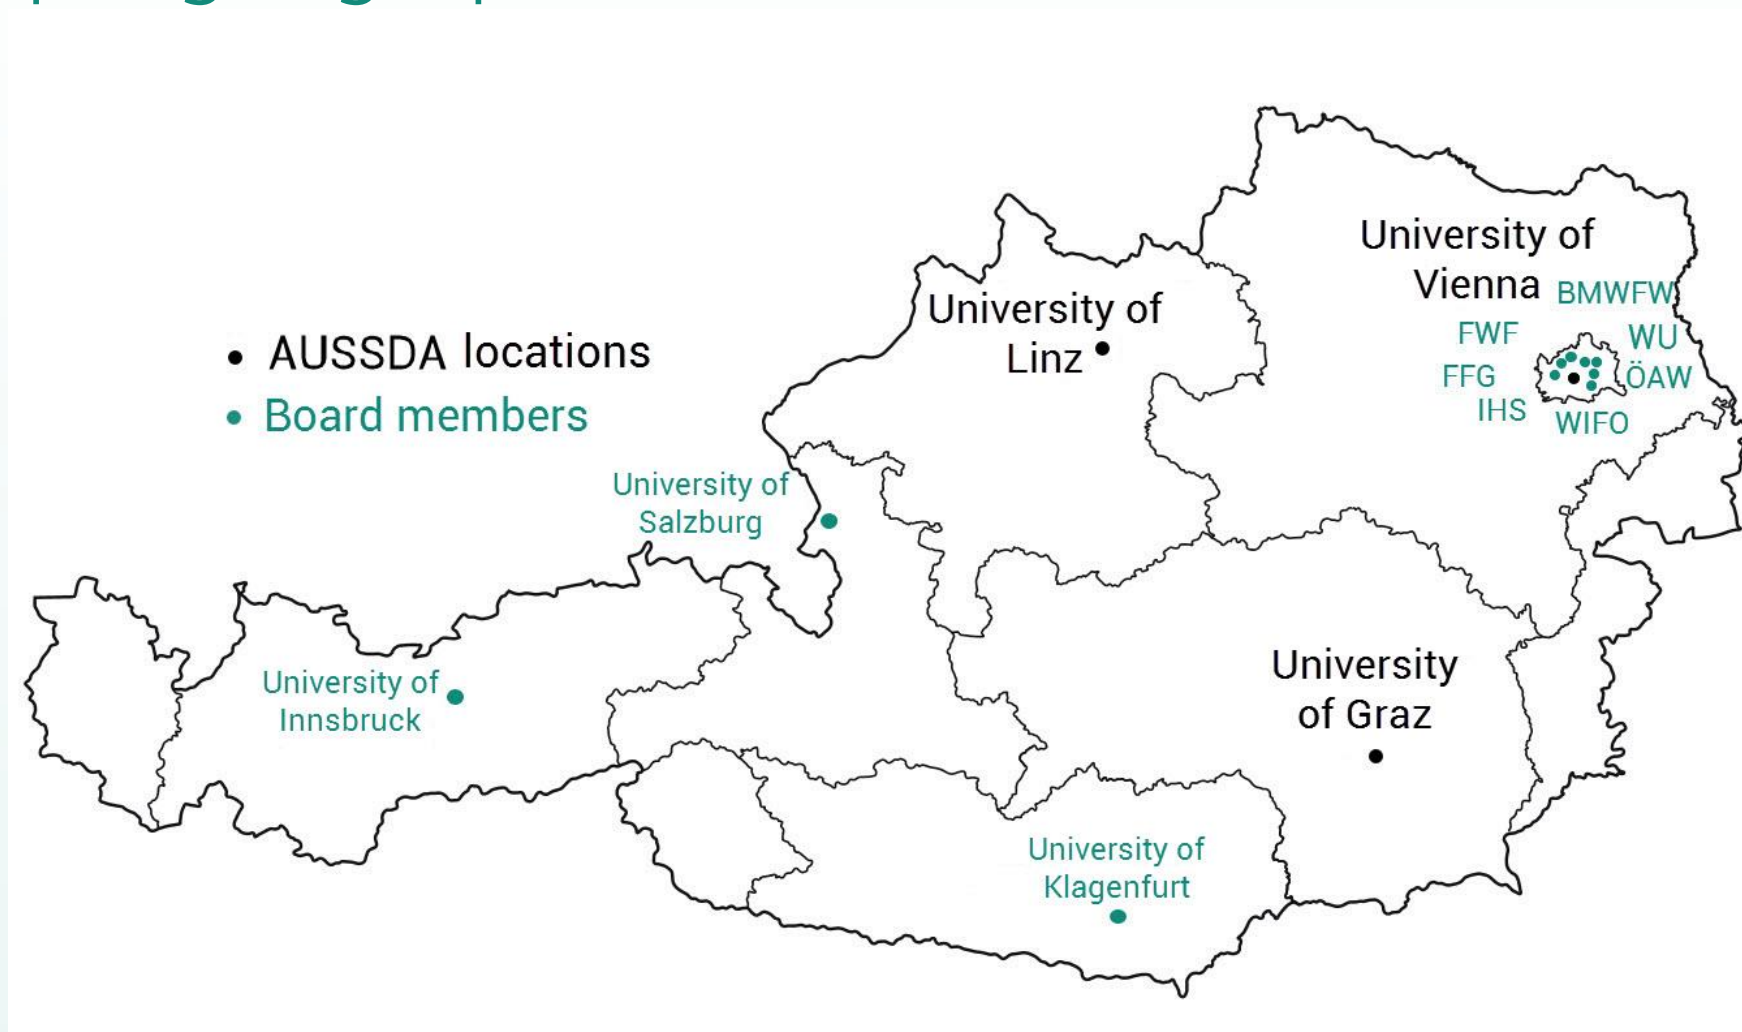 University of
Vienna
BMWFW
FWF
WU
FFG
ÖAW
IHS
WIFO
University of
Linz
AUSSDA locations
Board members
University of
Salzburg
University of
Innsbruck
University
of Graz
University of
Klagenfurt